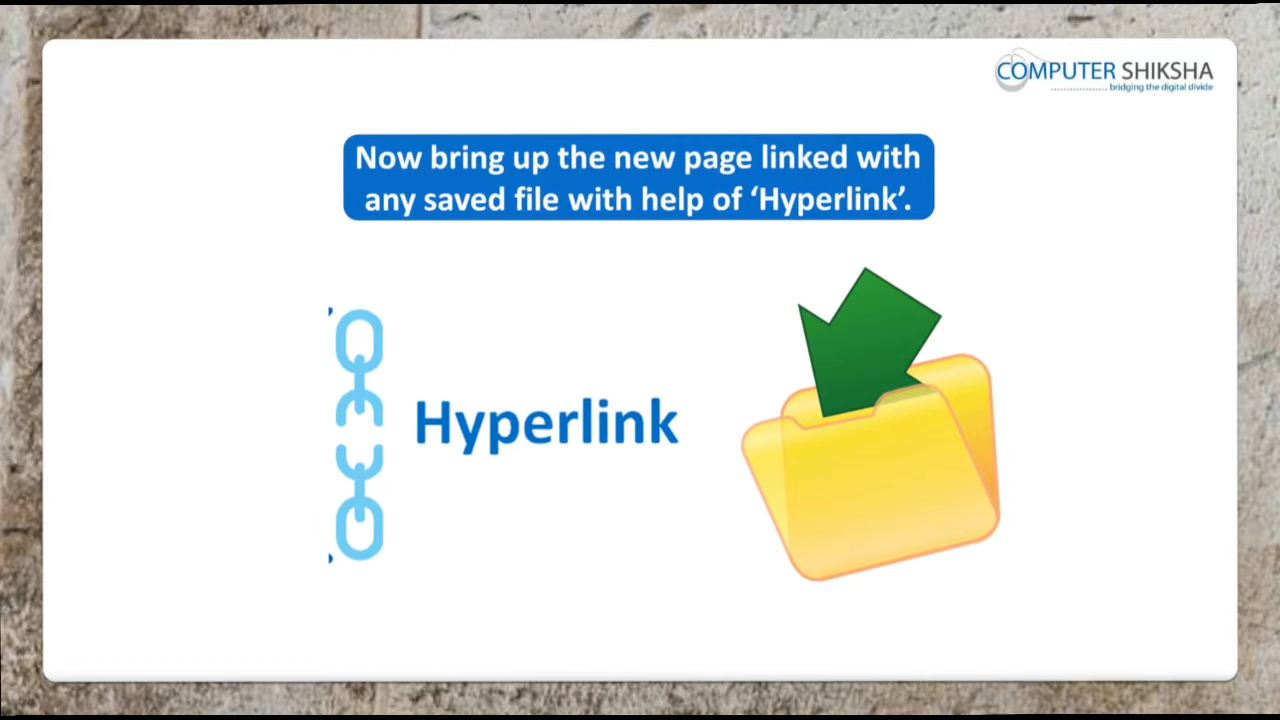 COMPUTER SHIKSHA
bridging the digital divide
Now bring up the new page linked with
any saved file with help of ‘Hyperlink’.
Hyperlink